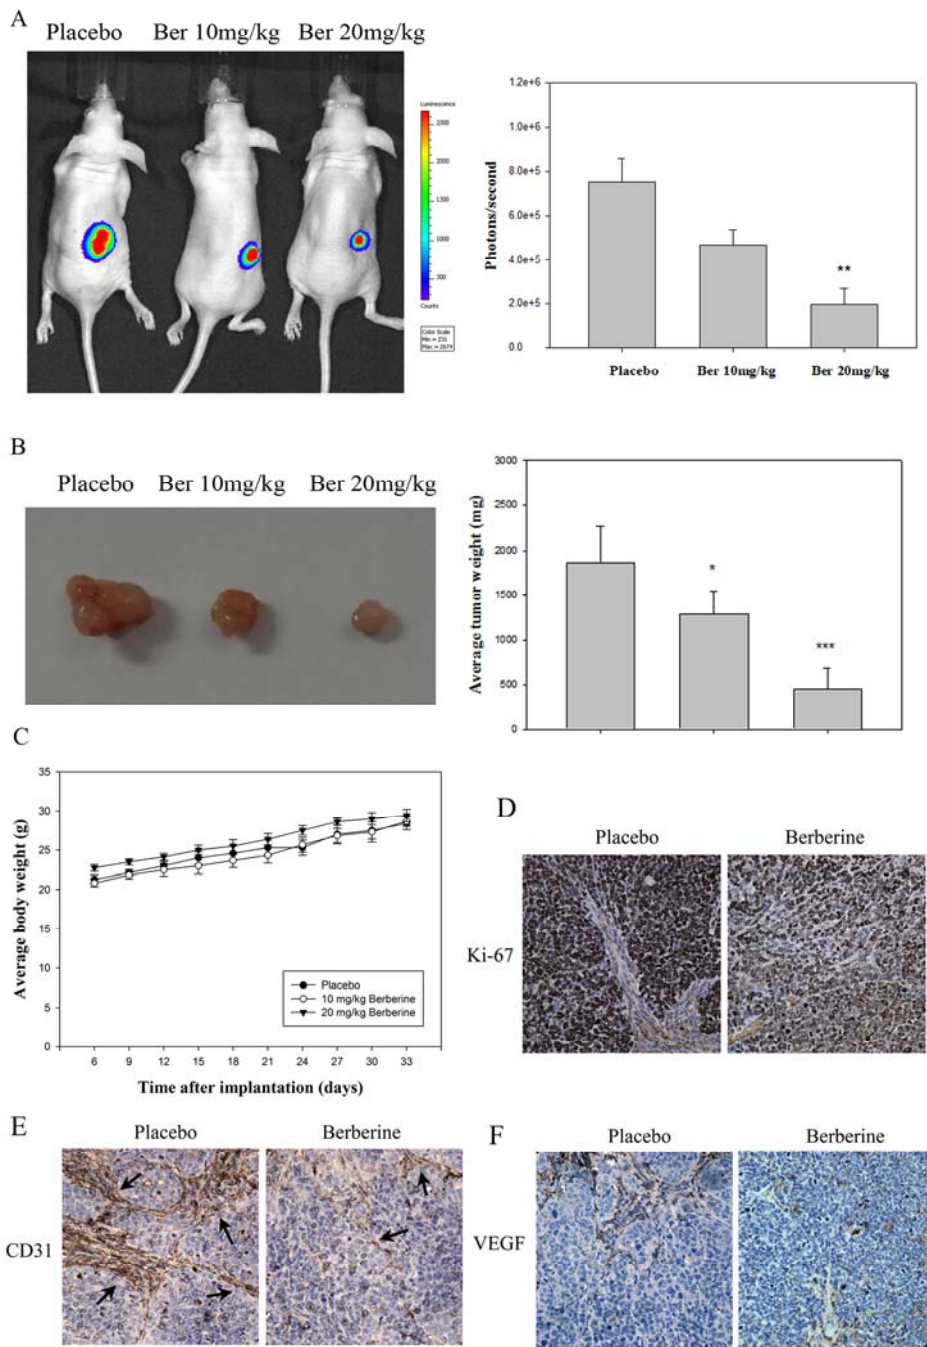 A
Placebo Ber 10mg/kg Ber 20mg/kg
Luminescence
2500
2000
1500
1000
500
Counts
Color Scale
Min = 231
Max = 2674
Photons/second
1.2e+6
1.0e+6
8.0e+5
6.0e+5
4.0e+5
2.0e+5
0.0
**
Placebo Ber 10mg/kg Ber 20mg/kg
B
Placebo Ber 10mg/kg Ber 20mg/kg
Average tumor weight (mg)
3000
2500
2000
1500
1000
500
0
*
***
C
Average body weight (g)
35
30
25
20
15
10
5
0
Placebo
10 mg/kg Berberine
20 mg/kg Berberine
6 9 12 15 18 21 24 27 30 33
Time after implantation (days)
D
Placebo Berberine
Ki-67
E
Placebo Berberine
CD31
F
Placebo Berberine
VEGF